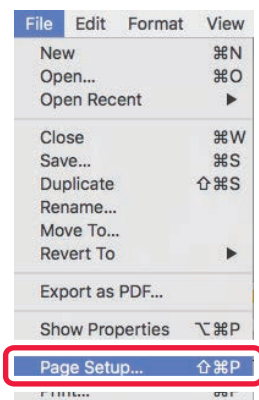 File Edit Format View
New ⌘N
Open... ⌘O
Open Recent ▶
Close ⌘W
Save... ⌘S
Duplicate ⇧⌘S
Rename...
Move To...
Revert To ▶
Export as PDF...
Show Properties ⌥⌘P
Page Setup... ⇧⌘P
Print... ⌘P